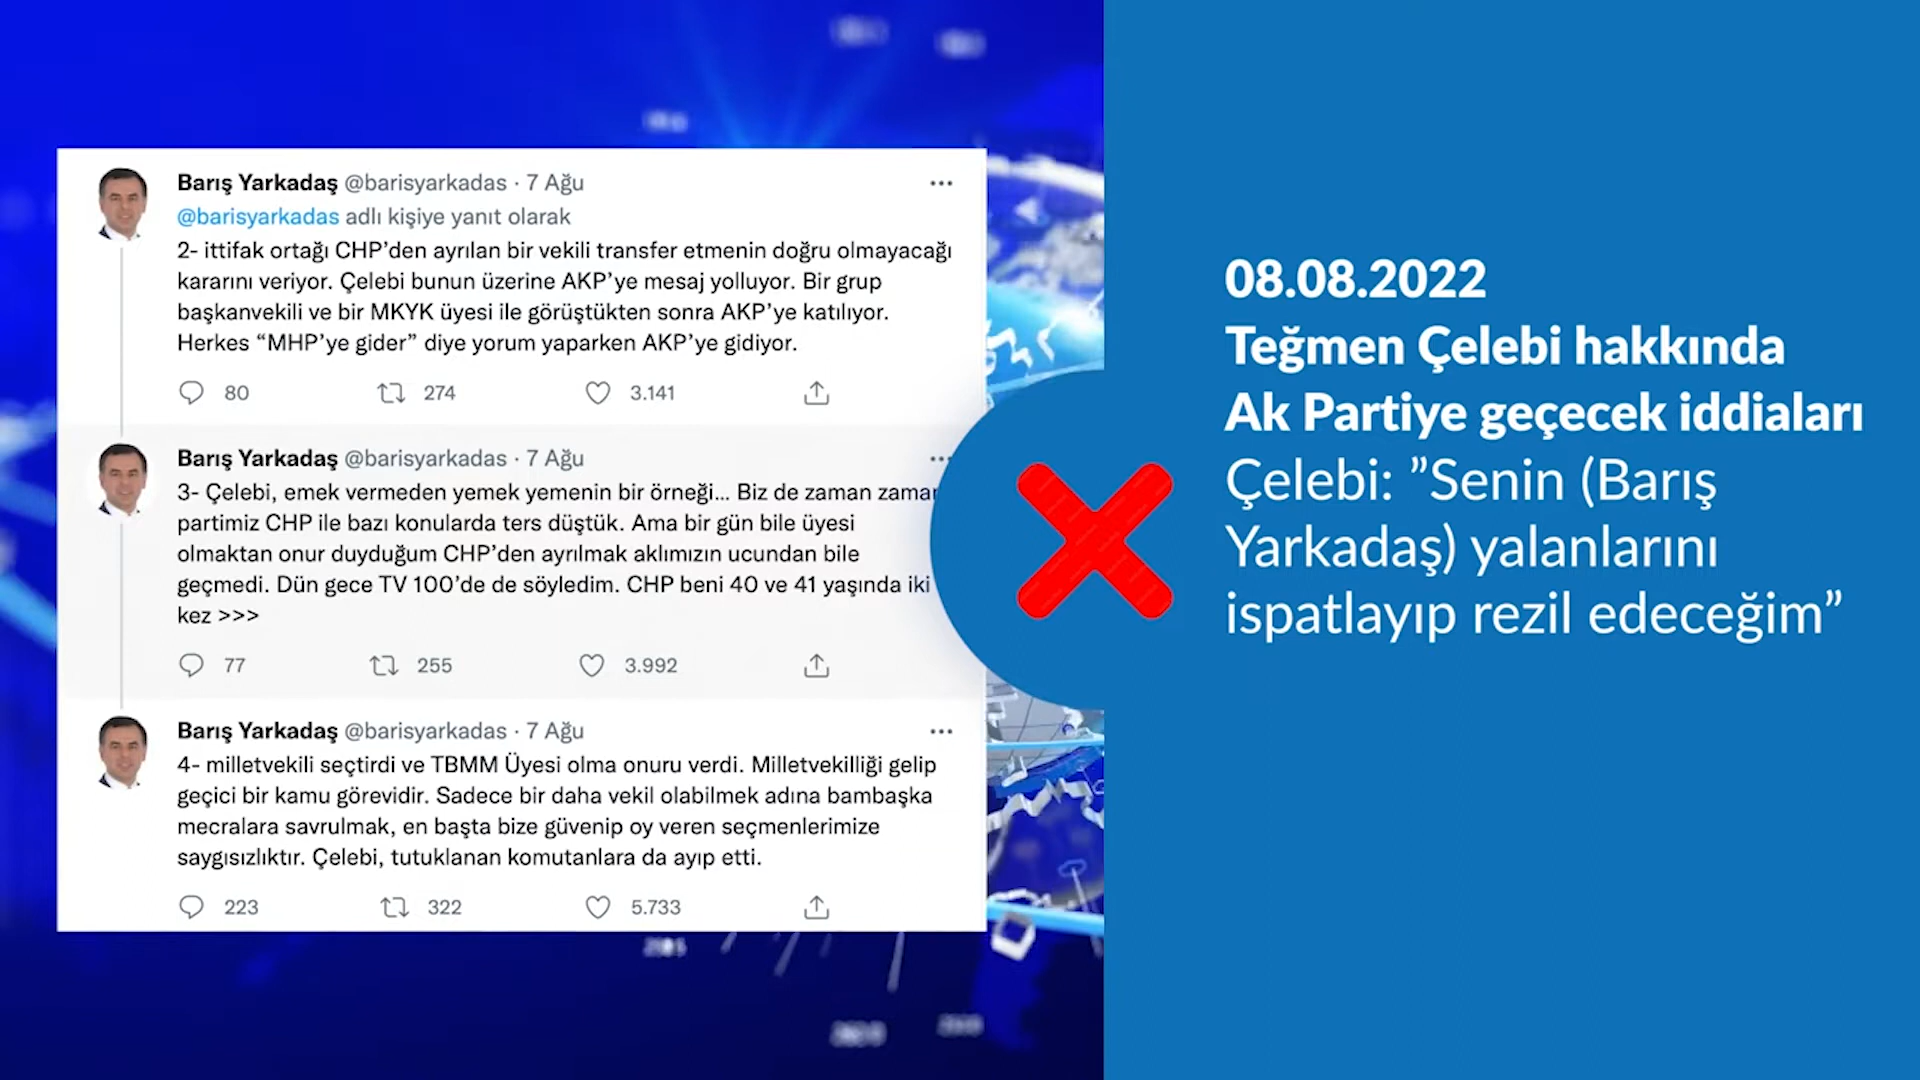 Barış Yarkadaş @barisyarkadas · 7 Ağu
@barisyarkadas adlı kişiye yanıt olarak
2- ittifak ortağı CHP’den ayrılan bir vekili transfer etmenin doğru olmayacağı
kararını veriyor. Çelebi bunun üzerine AKP’ye mesaj yolluyor. Bir grup
başkanvekili ve bir MKYK üyesi ile görüştükten sonra AKP’ye katılıyor.
Herkes “MHP’ye gider” diye yorum yaparken AKP’ye gidiyor.
80 274 3.141
Barış Yarkadaş @barisyarkadas · 7 Ağu
3- Çelebi, emek vermeden yemek yemenin bir örneği... Biz de zaman zaman
partimiz CHP ile bazı konularda ters düştük. Ama bir gün bile üyesi
olmaktan onur duyduğum CHP’den ayrılmak aklımızın ucundan bile
geçmedi. Dün gece TV 100’de de söyledim. CHP beni 40 ve 41 yaşında iki
kez >>>
77 255 3.992
Barış Yarkadaş @barisyarkadas · 7 Ağu
4- milletvekili seçtirdi ve TBMM Üyesi olma onuru verdi. Milletvekilliği gelip
geçici bir kamu görevidir. Sadece bir daha vekil olabilmek adına bambaşka
mecralara savrulmak, en başta bize güvenip oy veren seçmenlerimize
saygısızlıktır. Çelebi, tutuklanan komutanlara da ayıp etti.
223 322 5.733
08.08.2022
Teğmen Çelebi hakkında
Ak Partiye geçecek iddiaları
Çelebi: ”Senin (Barış
Yarkadaş) yalanlarını
ispatlayıp rezil edeceğim”